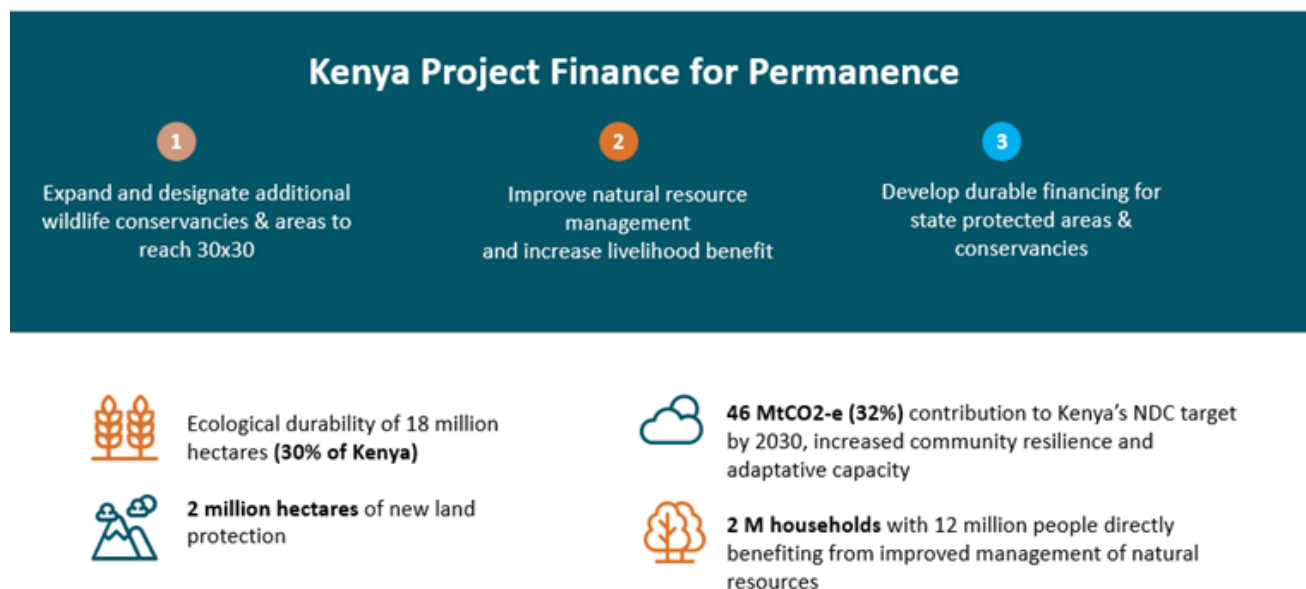 Kenya Project Finance for Permanence
1
Expand and designate additional
wildlife conservancies & areas to
reach 30x30
2
Improve natural resource
management
and increase livelihood benefit
3
Develop durable financing for
state protected areas &
conservancies
Ecological durability of 18 million
hectares (30% of Kenya)
2 million hectares of new land
protection
46 MtCO2-e (32%) contribution to Kenya's NDC target
by 2030, increased community resilience and
adaptative capacity
2 M households with 12 million people directly
benefiting from improved management of natural
resources